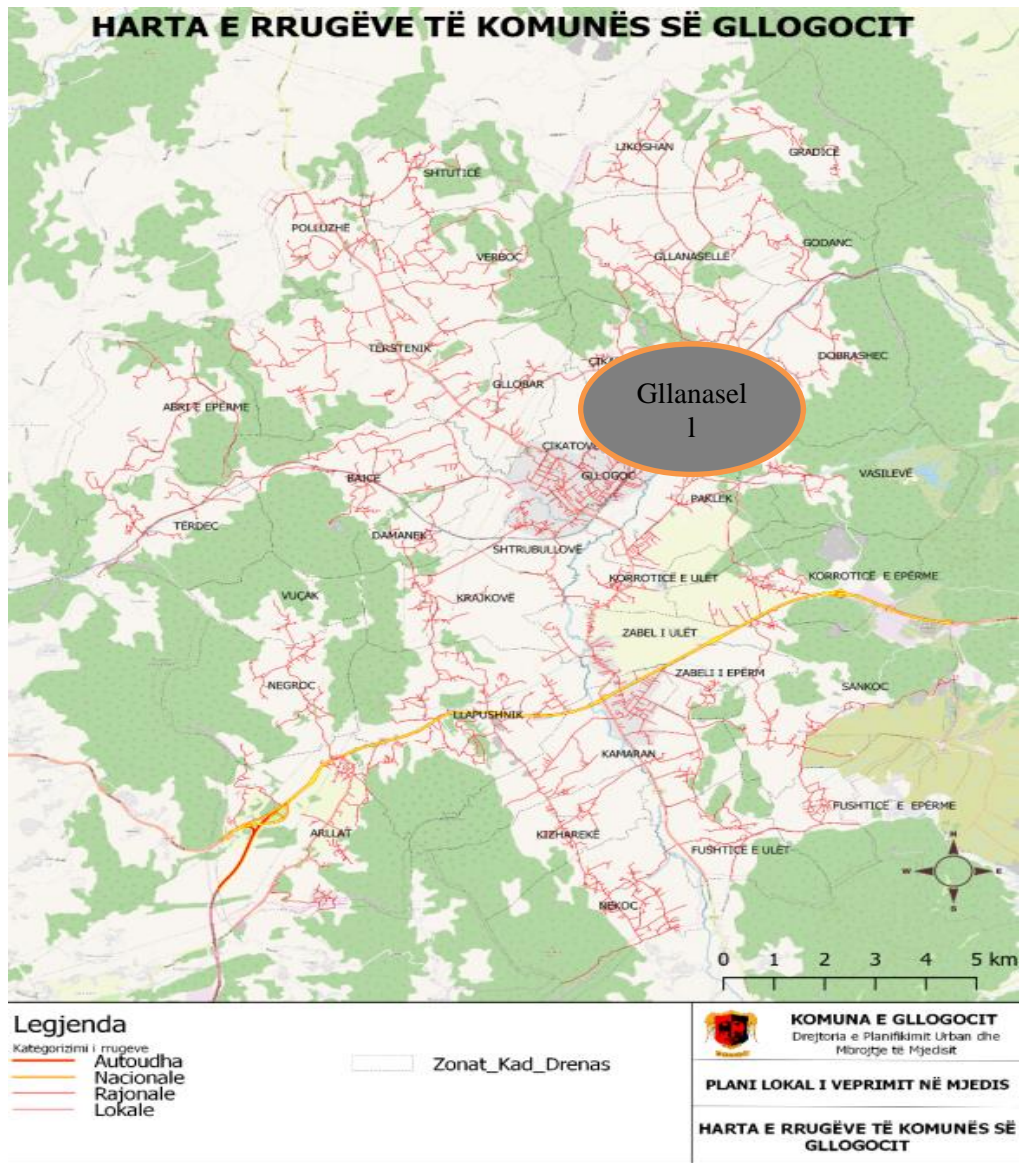 HARTA E RRUGËVE TË KOMUNËS SË GLLOGOCIT
LIKOSHAN
GRADICË
SHTUTICË
POLLUZHË
VERBOC
GLLANASELLË
GODANC
TËRSTENIK
GLLOBAR
DOBRASHEC
Gllanasel
l
ABRI E EPËRME
ÇIKATOVË
GLLOGOC
BAICË
PAKLEK
VASILEVË
TËRDEC
DAMANEK
SHTRUBULLOVË
KORROTICË E ULËT
KORROTICË E EPËRME
VUÇAK
KRAJKOVË
ZABEL I ULËT
NEGROC
ZABELI I EPËRM
SANKOC
LLAPUSHNIK
KAMARAN
FUSHTICË E EPËRME
ARLLAT
KIZHAREKË
FUSHTICË E ULËT
NEKOC
N
W
E
S
0 1 2 3 4 5 km
Legjenda
Kategorizimi i rrugeve
Autoudha
Nacionale
Rajonale
Lokale
Zonat_Kad_Drenas
KOMUNA E GLLOGOCIT
Drejtoria e Planifikimit Urban dhe
Mbrojtje të Mjedisit
PLANI LOKAL I VEPRIMIT NË MJEDIS
HARTA E RRUGËVE TË KOMUNËS SË
GLLOGOCIT